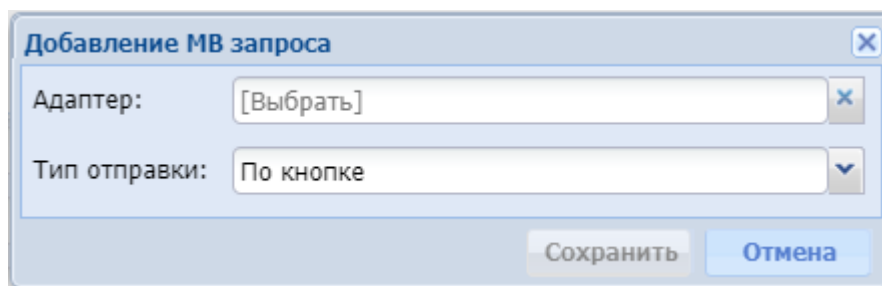 Добавление МВ запроса
Адаптер: [Выбрать]
Тип отправки: По кнопке
Сохранить Отмена